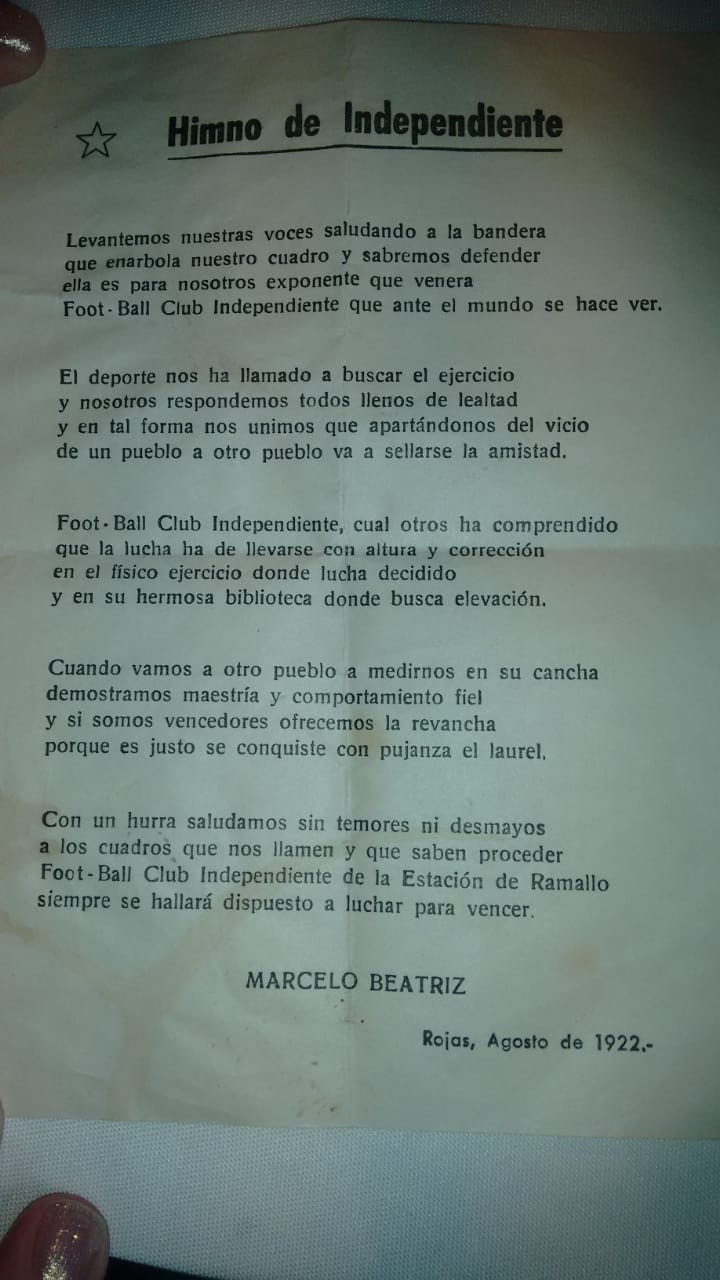 Himno de Independiente
Levantemos nuestras voces saludando a la bandera
que enarbola nuestro cuadro y sabremos defender
ella es para nosotros exponente que venera
Foot-Ball Club Independiente que ante el mundo se hace ver.
El deporte nos ha llamado a buscar el ejercicio
y nosotros respondemos todos llenos de lealtad
y en tal forma nos unimos que apartándonos del vicio
de un pueblo a otro pueblo va a sellarse la amistad.
Foot-Ball Club Independiente, cual otros ha comprendido
que la lucha ha de llevarse con altura y corrección
en el físico ejercicio donde lucha decidido
y en su hermosa biblioteca donde busca elevación.
Cuando vamos a otro pueblo a medirnos en su cancha
demostramos maestría y comportamiento fiel
y si somos vencedores ofrecemos la revancha
porque es justo se conquiste con pujanza el laurel.
Con un hurra saludamos sin temores ni desmayos
a los cuadros que nos llamen y que saben proceder
Foot-Ball Club Independiente de la Estación de Ramallo
siempre se hallará dispuesto a luchar para vencer.
MARCELO BEATRIZ
Rojas, Agosto de 1922.-